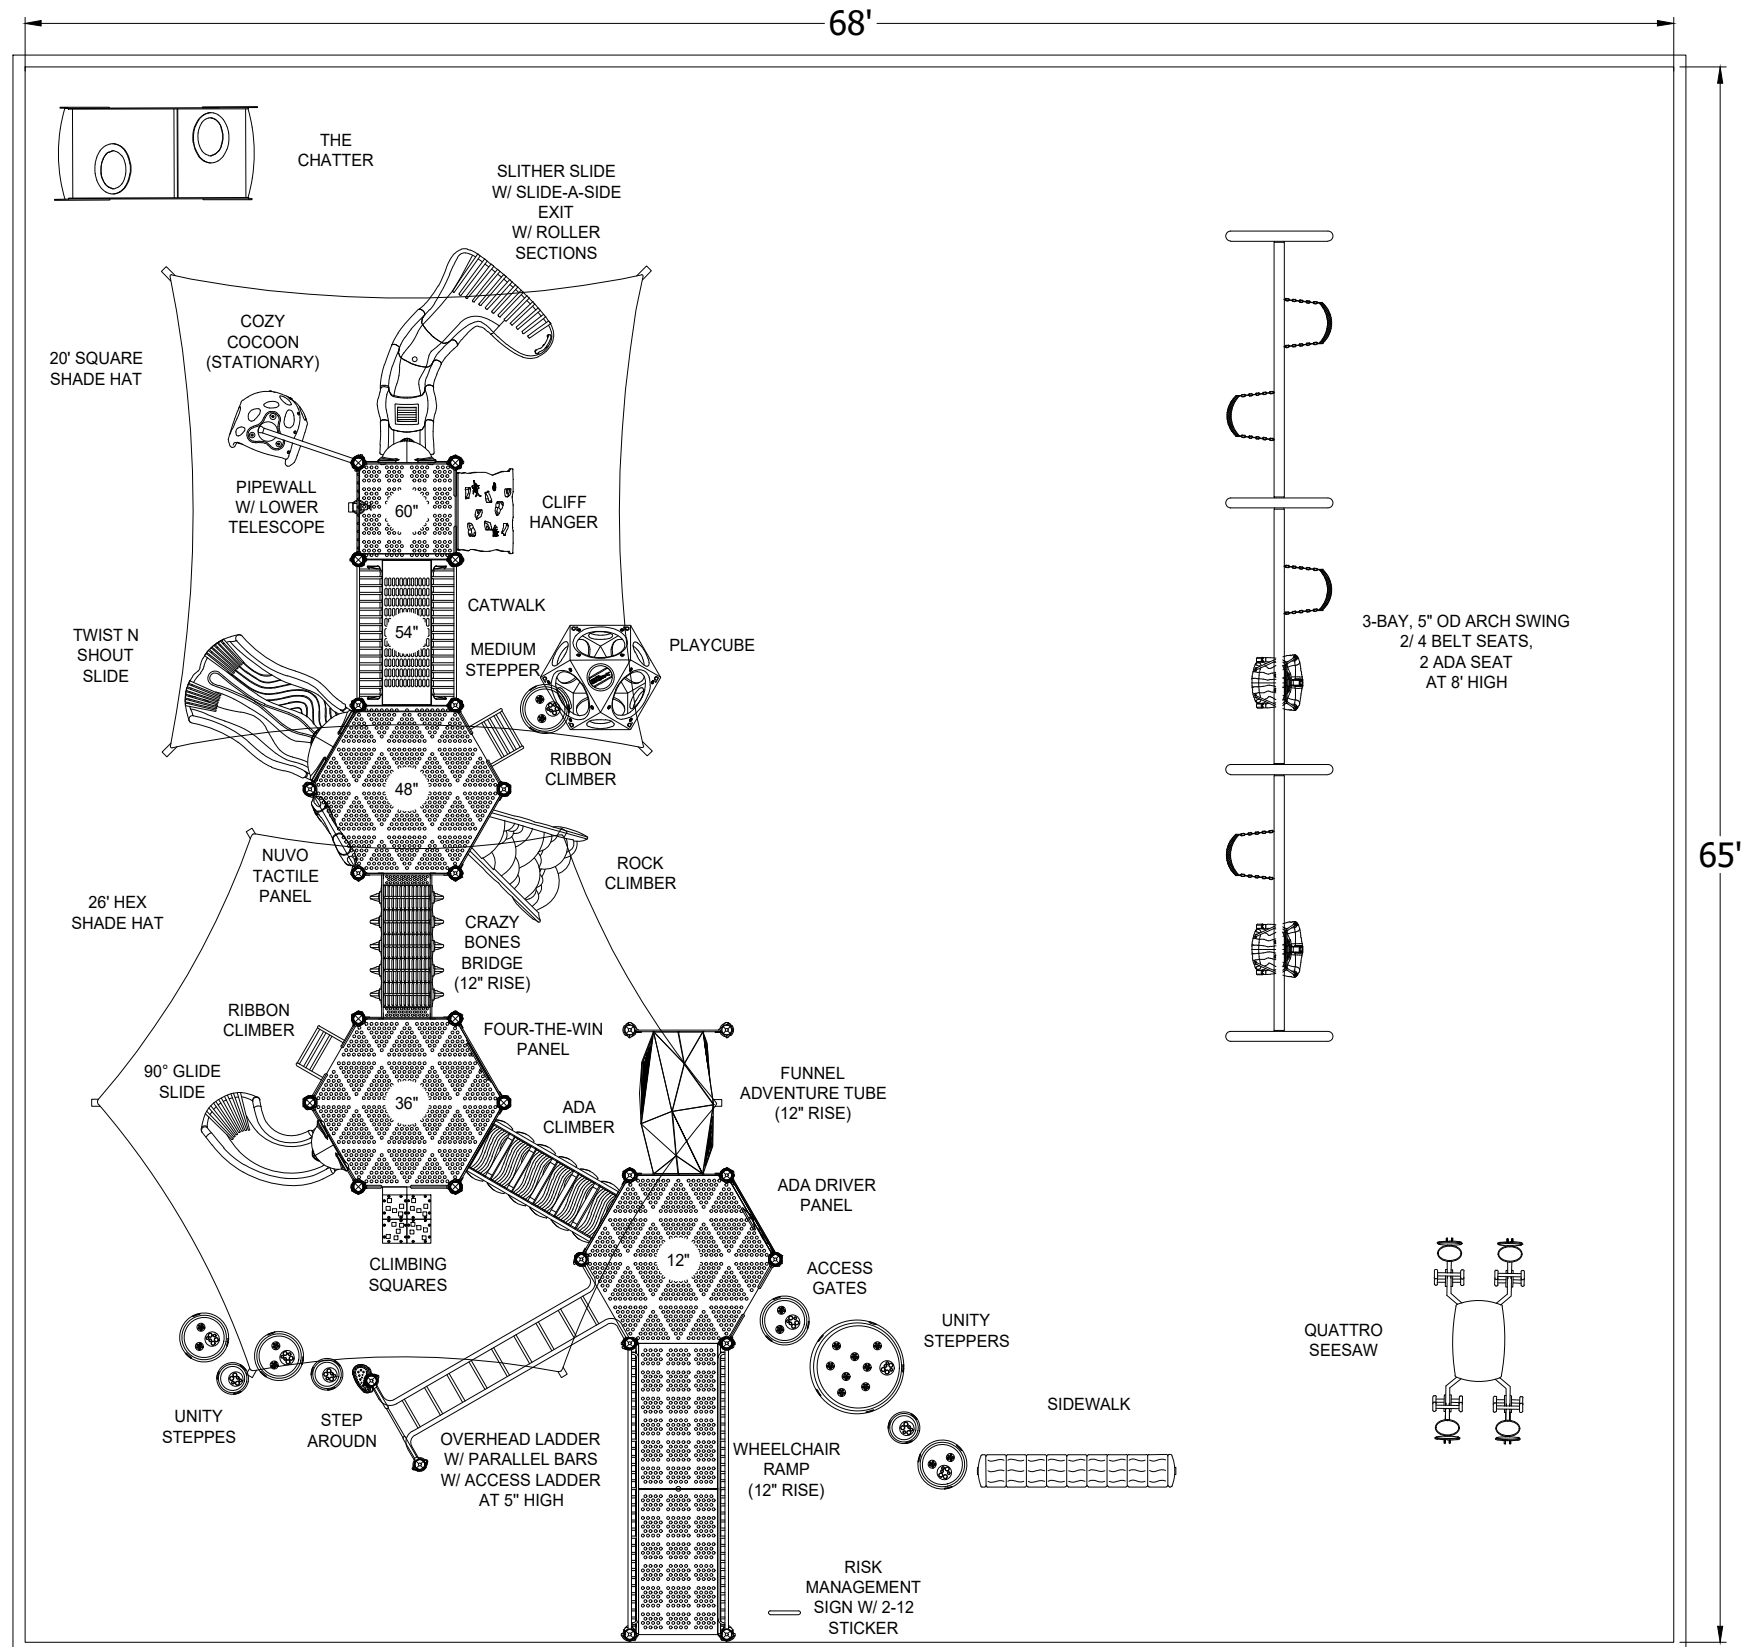 68'
THE
CHATTER
SLITHER SLIDE
W/ SLIDE-A-SIDE
EXIT
W/ ROLLER
SECTIONS
COZY
COCOON
(STATIONARY)
20' SQUARE
SHADE HAT
PIPEWALL
W/ LOWER
TELESCOPE
60"
CLIFF
HANGER
CATWALK
54"
TWIST N
SHOUT
SLIDE
MEDIUM
STEPPER
PLAYCUBE
3-BAY, 5" OD ARCH SWING
2/ 4 BELT SEATS,
2 ADA SEAT
AT 8' HIGH
RIBBON
CLIMBER
48"
NUVO
TACTILE
PANEL
ROCK
CLIMBER
65'
26' HEX
SHADE HAT
CRAZY
BONES
BRIDGE
(12" RISE)
RIBBON
CLIMBER
FOUR-THE-WIN
PANEL
90° GLIDE
SLIDE
36"
ADA
CLIMBER
FUNNEL
ADVENTURE TUBE
(12" RISE)
ADA DRIVER
PANEL
CLIMBING
SQUARES
12"
ACCESS
GATES
UNITY
STEPPERS
QUATTRO
SEESAW
UNITY
STEPPES
STEP
AROUDN
OVERHEAD LADDER
W/ PARALLEL BARS
W/ ACCESS LADDER
AT 5" HIGH
WHEELCHAIR
RAMP
(12" RISE)
SIDEWALK
RISK
MANAGEMENT
SIGN W/ 2-12
STICKER